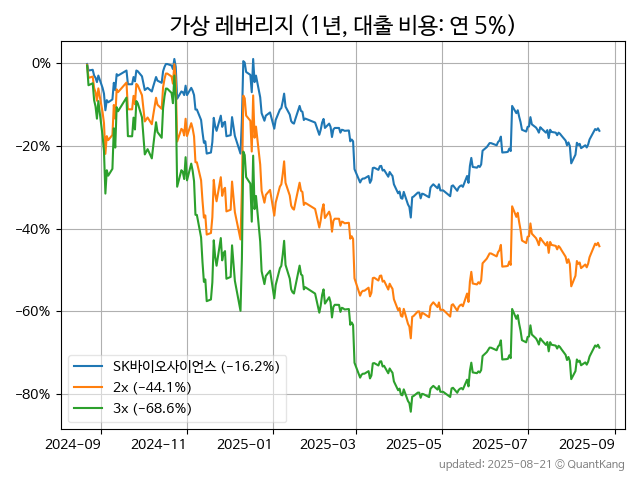 가상 레버리지 (1년, 대출 비용: 연 5%)
0%
−20%
−40%
−60%
−80%
SK바이오사이언스 (−16.2%)
2x (−44.1%)
3x (−68.6%)
2024-09 2024-11 2025-01 2025-03 2025-05 2025-07 2025-09
updated: 2025-08-21 © QuantKang